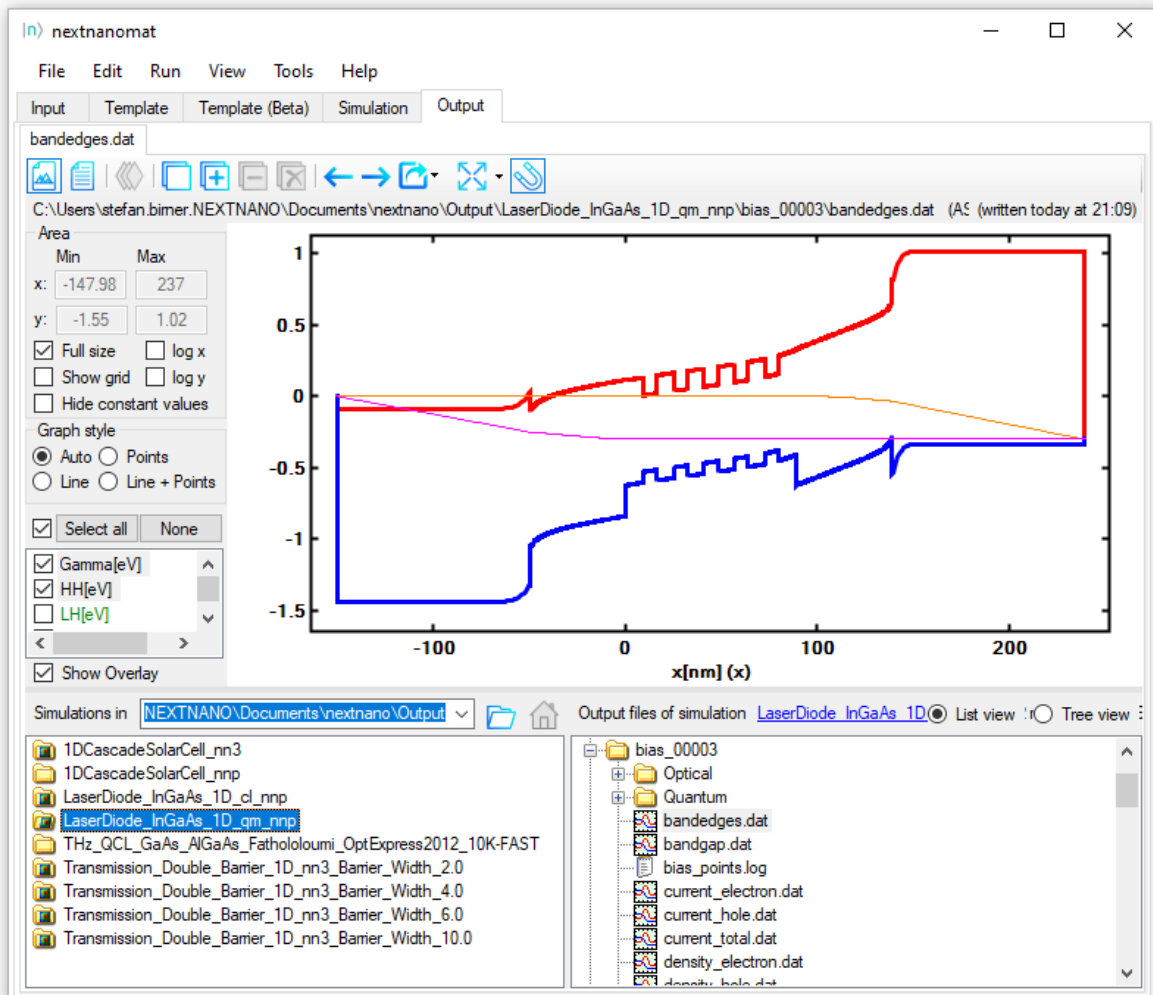 |n⟩ nextnanomat
File Edit Run View Tools Help
Input Template Template (Beta) Simulation Output
bandedges.dat
C:\Users\stefan.birner.NEXTNANO\Documents\nextnano\Output\LaserDiode_InGaAs_1D_qm_nnp\bias_00003\bandedges.dat (AS (written today at 21:09)
Area
Min Max
x: -147.98 237
y: -1.55 1.02
Full size log x
Show grid log y
Hide constant values
Graph style
Auto Points
Line Line + Points
Select all None
Gamma[eV]
HH[eV]
LH[eV]
Show Overlay
1
0.5
0
-0.5
-1
-1.5
-100 0 100 200
x[nm] (x)
Simulations in NEXTNANO\Documents\nextnano\Output
1DCascadeSolarCell_nn3
1DCascadeSolarCell_nnp
LaserDiode_InGaAs_1D_cl_nnp
LaserDiode_InGaAs_1D_qm_nnp
THz_QCL_GaAs_AlGaAs_Fathololoumi_OptExpress2012_10K-FAST
Transmission_Double_Barrier_1D_nn3_Barrier_Width_2.0
Transmission_Double_Barrier_1D_nn3_Barrier_Width_4.0
Transmission_Double_Barrier_1D_nn3_Barrier_Width_6.0
Transmission_Double_Barrier_1D_nn3_Barrier_Width_10.0
Output files of simulation LaserDiode_InGaAs_1D List view Tree view
bias_00003
Optical
Quantum
bandedges.dat
bandgap.dat
bias_points.log
current_electron.dat
current_hole.dat
current_total.dat
density_electron.dat
density_hole.dat